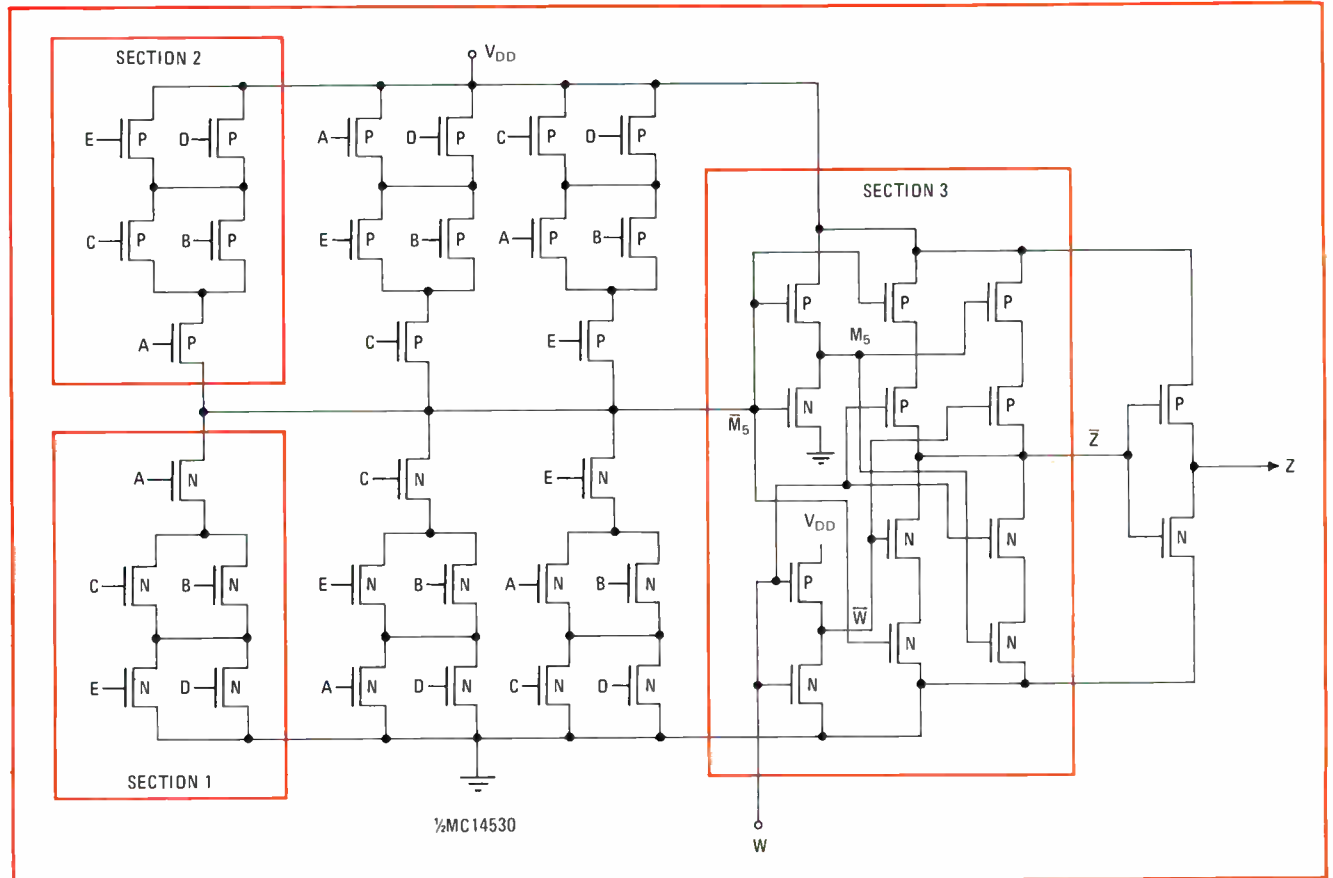 SECTION 2
V_DD
E P D P
A P D P
C P D P
C P B P
E P B P
A P B P
A P
C P
E P
SECTION 3
P P P
M₅
M̅₅ N P P
Z̅ P
Z
N
V_DD
P N N
W̅
N N N
W
A N
C N
E N
C N B N
E N B N
A N B N
E N D N
A N D N
C N D N
SECTION 1
½MC14530